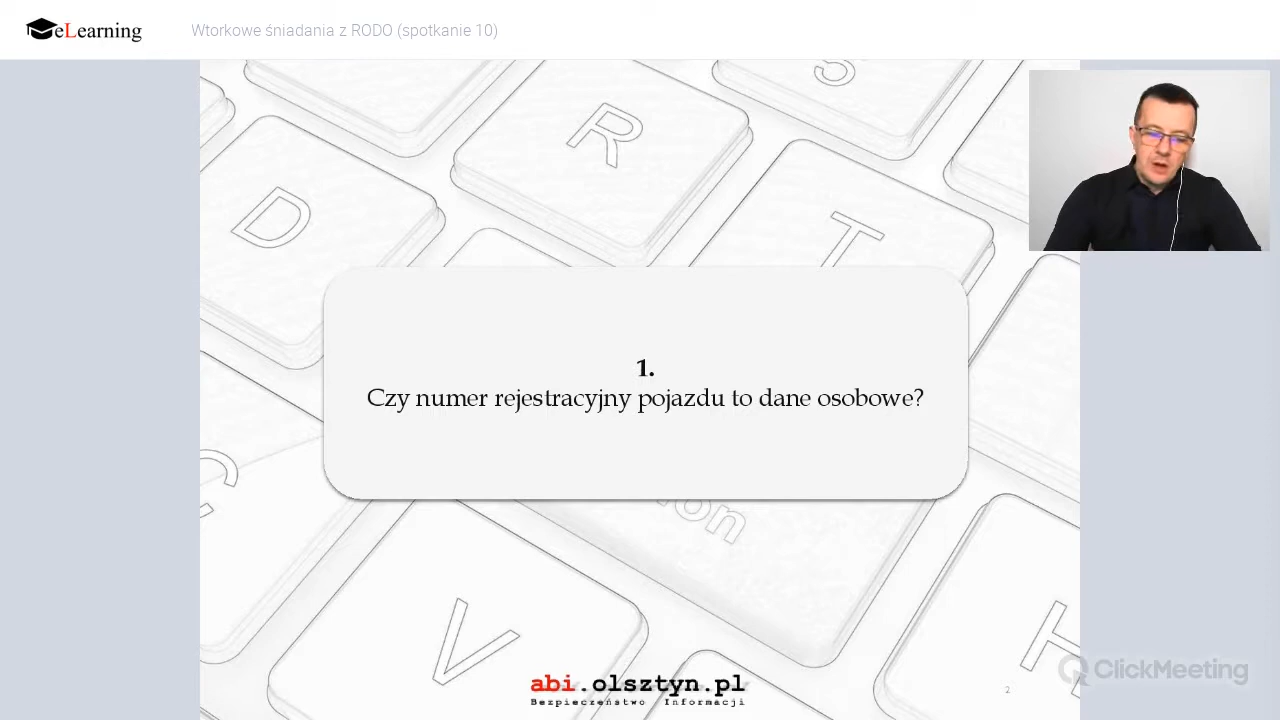 eLearning
Wtorkowe śniadania z RODO (spotkanie 10)
S
R
D
T
1.
Czy numer rejestracyjny pojazdu to dane osobowe?
C
ion
V
H
abi.olsztyn.pl
Bezpieczeństwo Informacji
2
ClickMeeting